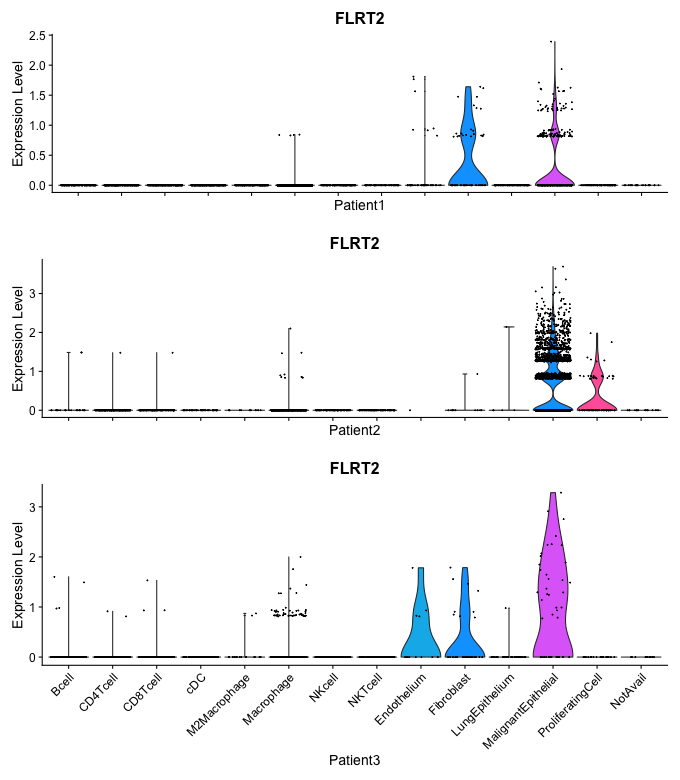 FLRT2
2.5
2.0
1.5
1.0
0.5
0.0
Expression Level
Patient1
FLRT2
3
2
1
0
Expression Level
Patient2
FLRT2
3
2
1
0
Expression Level
Bcell
CD4Tcell
CD8Tcell
cDC
M2Macrophage
Macrophage
NKcell
NKTcell
Endothelium
Fibroblast
LungEpithelium
MalignantEpithelial
ProliferatingCell
NotAvail
Patient3